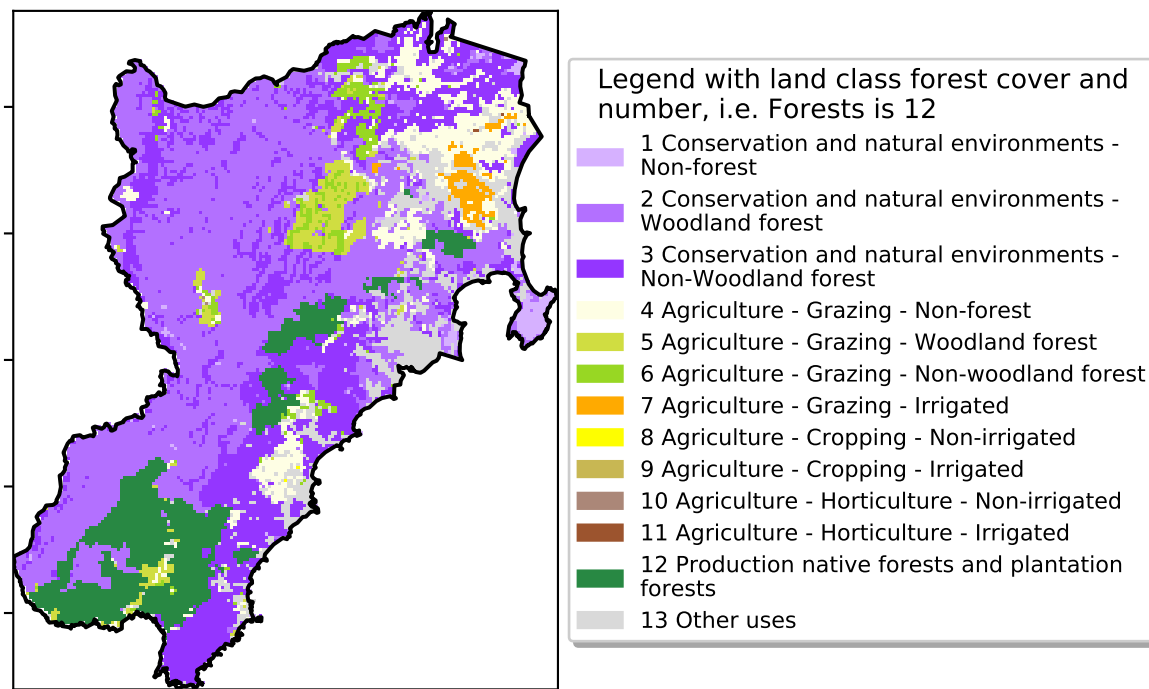 Legend with land class forest cover and
number, i.e. Forests is 12
1 Conservation and natural environments -
Non-forest
2 Conservation and natural environments -
Woodland forest
3 Conservation and natural environments -
Non-Woodland forest
4 Agriculture - Grazing - Non-forest
5 Agriculture - Grazing - Woodland forest
6 Agriculture - Grazing - Non-woodland forest
7 Agriculture - Grazing - Irrigated
8 Agriculture - Cropping - Non-irrigated
9 Agriculture - Cropping - Irrigated
10 Agriculture - Horticulture - Non-irrigated
11 Agriculture - Horticulture - Irrigated
12 Production native forests and plantation
forests
13 Other uses